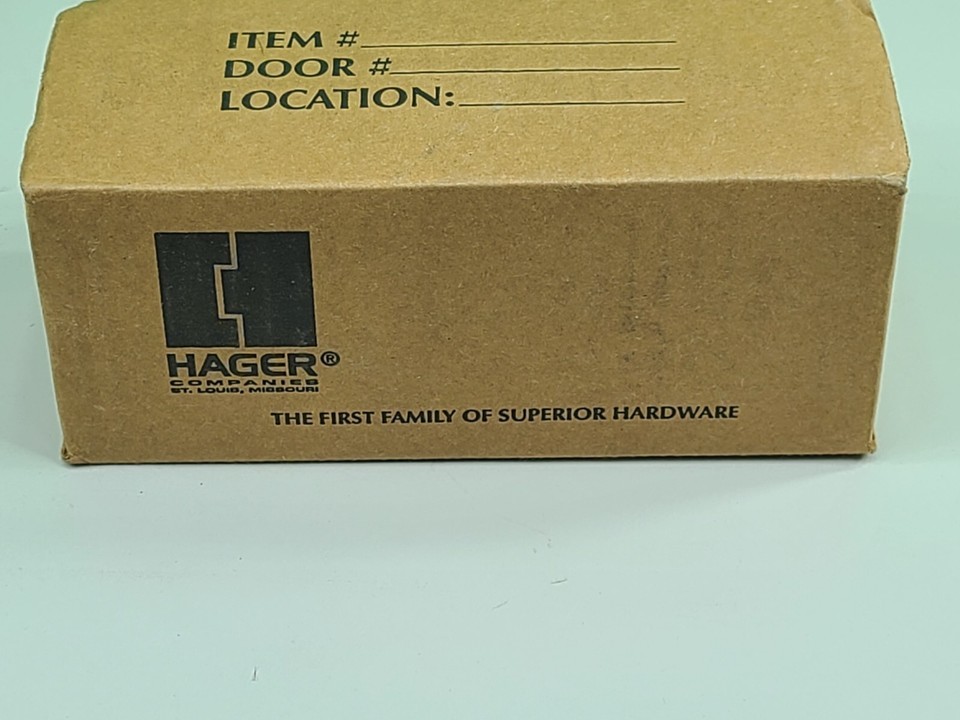 ITEM #
DOOR #
LOCATION:
HAGER®
COMPANIES
ST. LOUIS, MISSOURI
THE FIRST FAMILY OF SUPERIOR HARDWARE